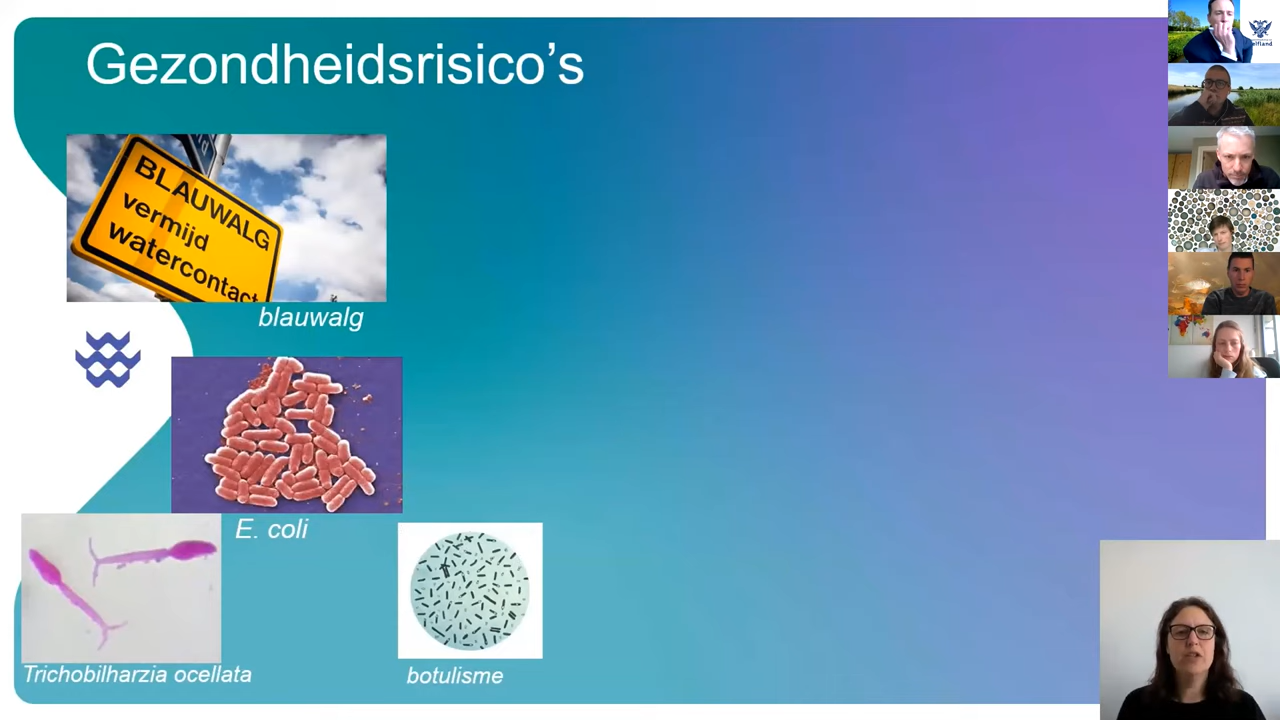 Gezondheidsrisico's
BLAUWALG
vermijd
watercontact
blauwalg
E. coli
Trichobilharzia ocellata
botulisme